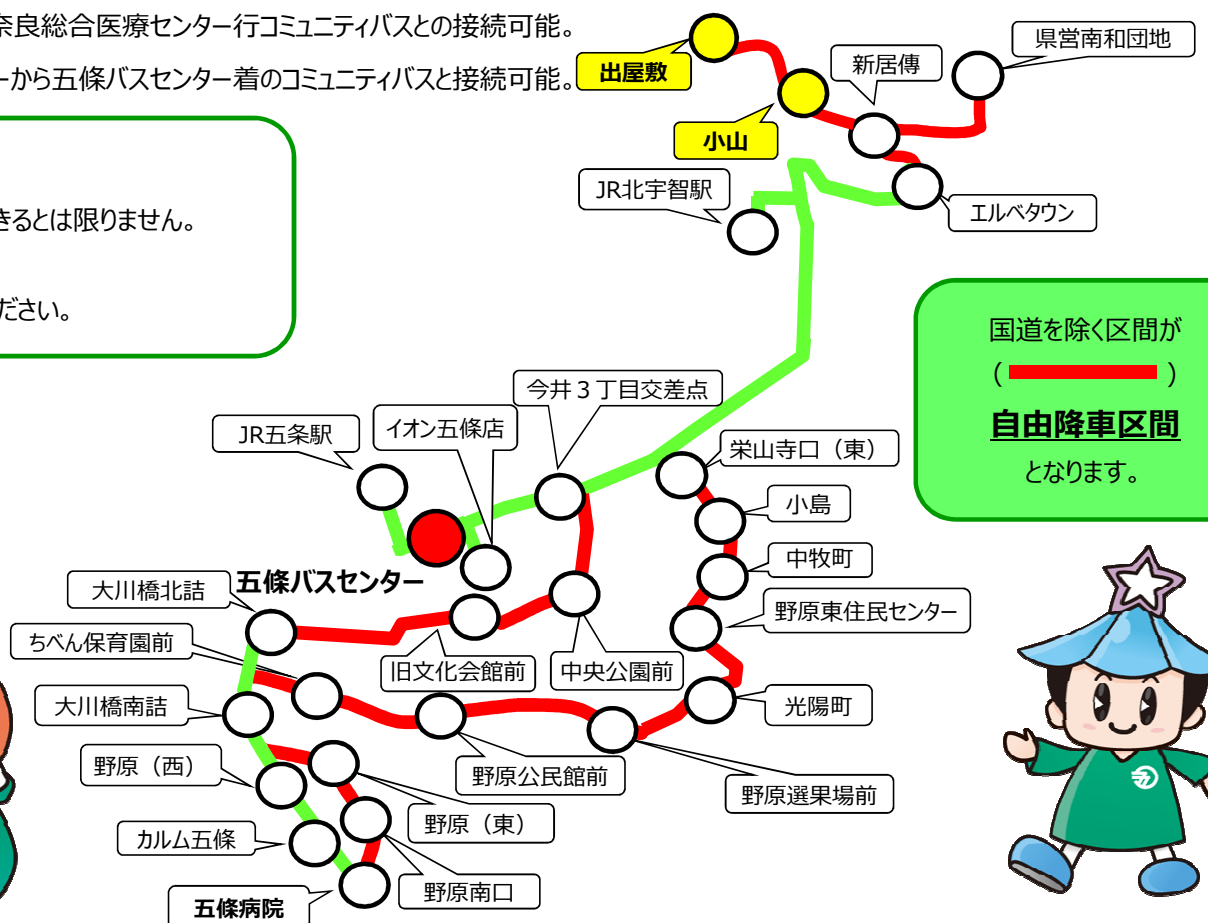 奈良総合医療センター行コミュニティバスとの接続可能。
ーから五條バスセンター着のコミュニティバスと接続可能。
きるとは限りません。
ださい。
出屋敷
小山
新居傳
県営南和団地
JR北宇智駅
エルベタウン
国道を除く区間が
( )
自由降車区間
となります。
今井3丁目交差点
JR五条駅
イオン五條店
栄山寺口（東）
小島
中牧町
五條バスセンター
大川橋北詰
野原東住民センター
ちべん保育園前
旧文化会館前
中央公園前
大川橋南詰
光陽町
野原（西）
野原公民館前
野原選果場前
野原（東）
カルム五條
野原南口
五條病院